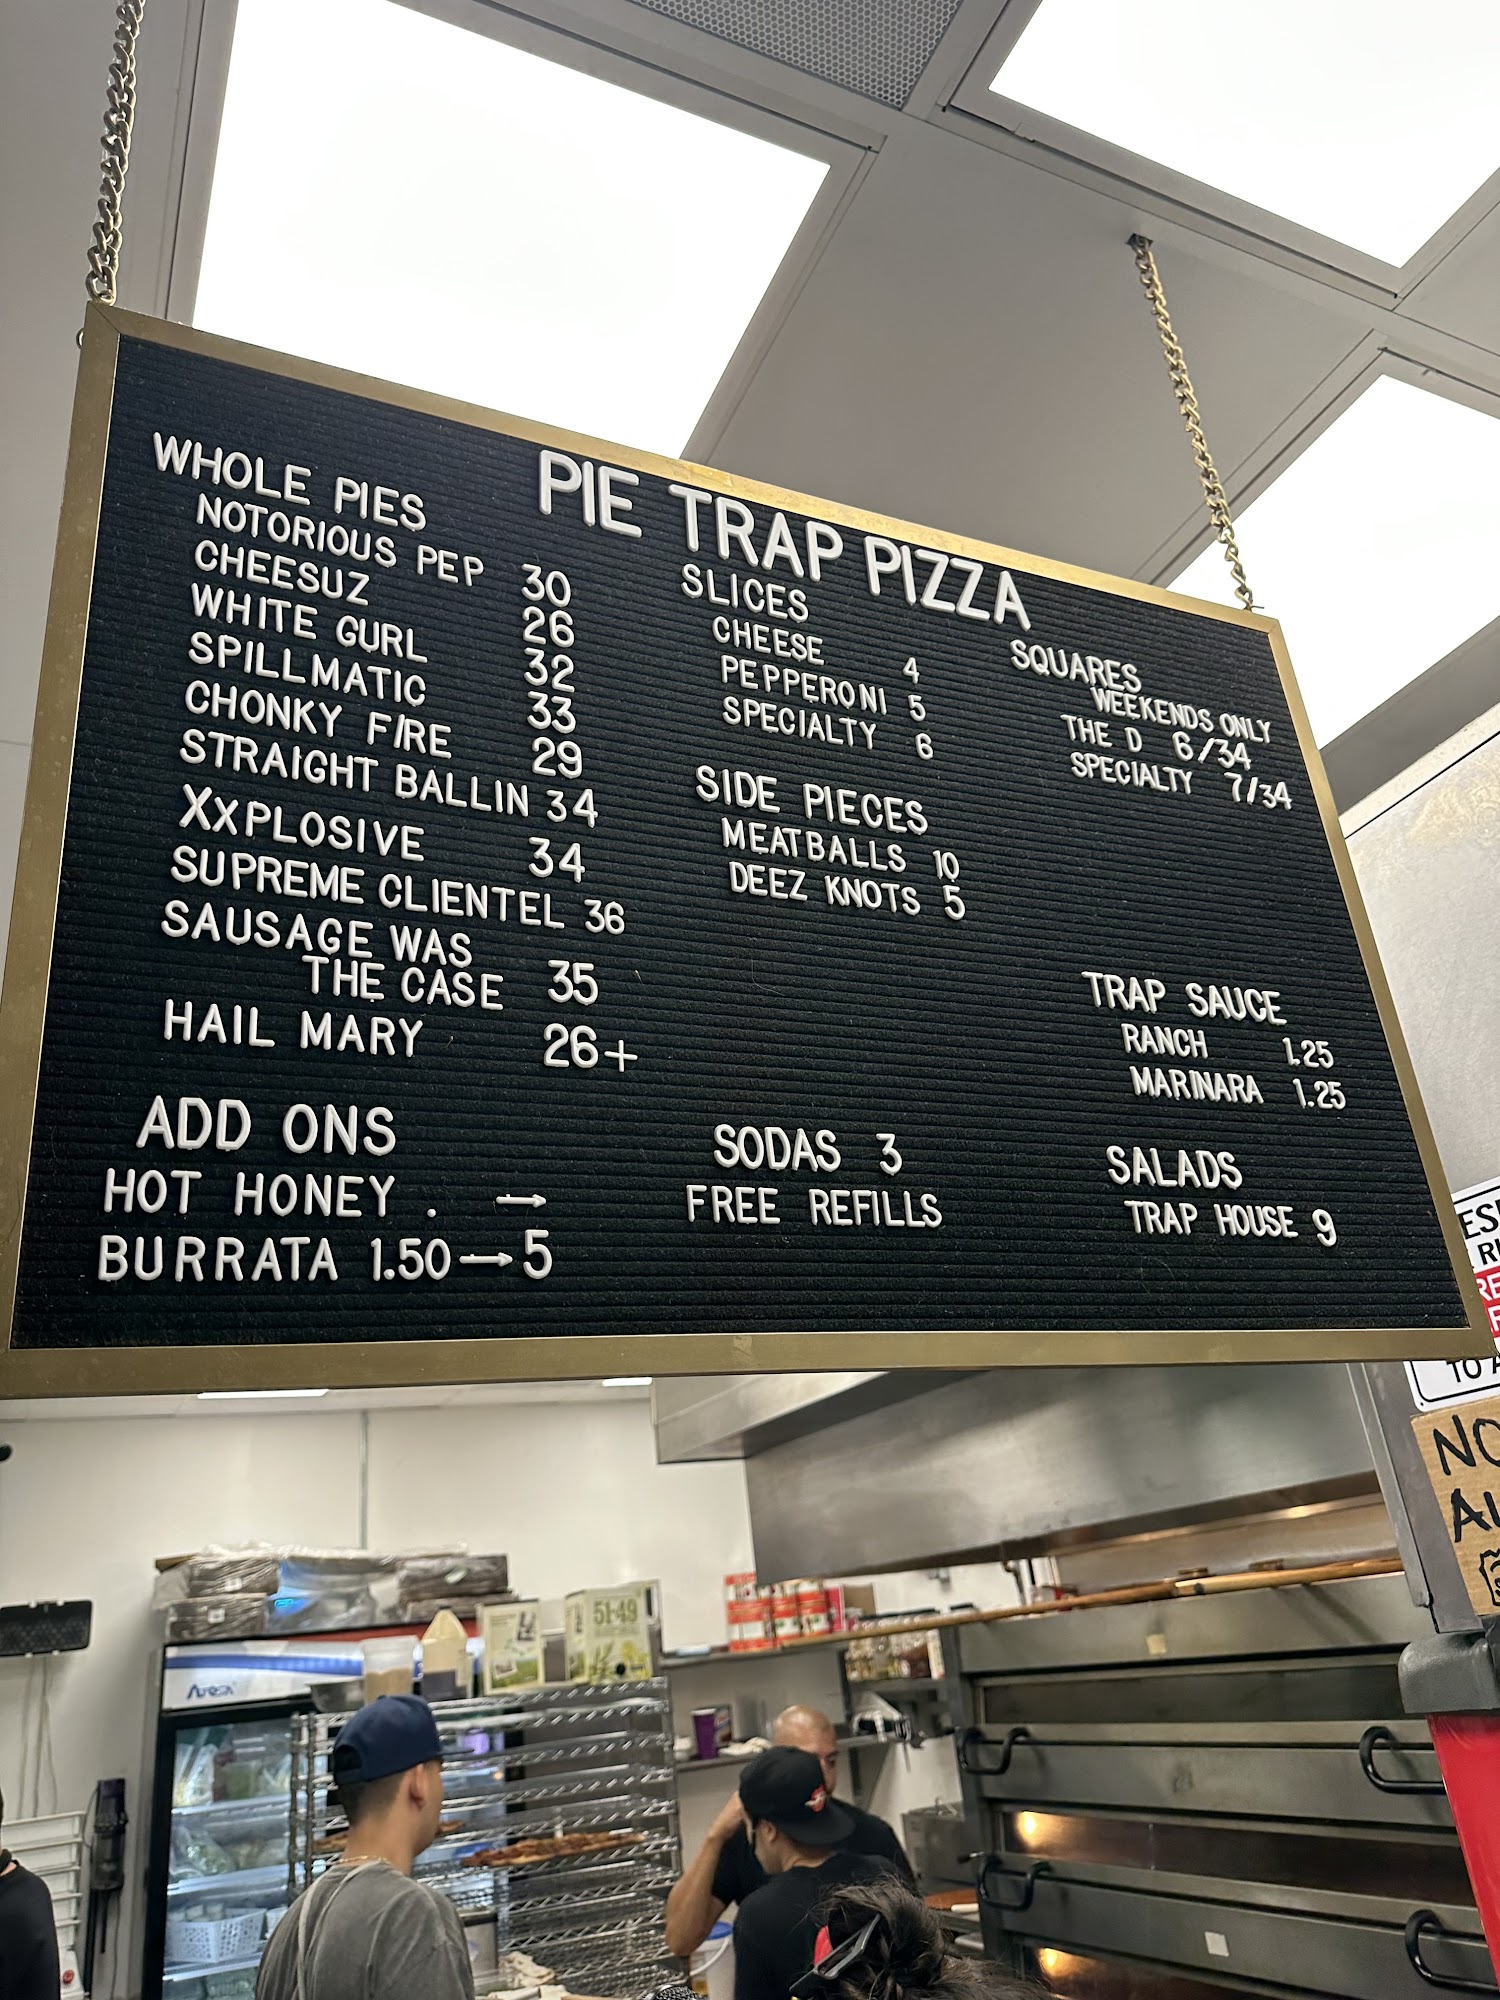 PIE TRAP PIZZA
WHOLE PIES
NOTORIOUS PEP 30
CHEESUZ 26
WHITE GURL 32
SPILLMATIC 33
CHONKY FIRE 29
STRAIGHT BALLIN 34
XXPLOSIVE 34
SUPREME CLIENTEL 36
SAUSAGE WAS
THE CASE 35
HAIL MARY 26+
ADD ONS
HOT HONEY . →
BURRATA 1.50 → 5
SLICES
CHEESE 4
PEPPERONI 5
SPECIALTY 6
SIDE PIECES
MEATBALLS 10
DEEZ KNOTS 5
SODAS 3
FREE REFILLS
SQUARES
WEEKENDS ONLY
THE D 6/34
SPECIALTY 7/34
TRAP SAUCE
RANCH 1.25
MARINARA 1.25
SALADS
TRAP HOUSE 9
51·49
NO